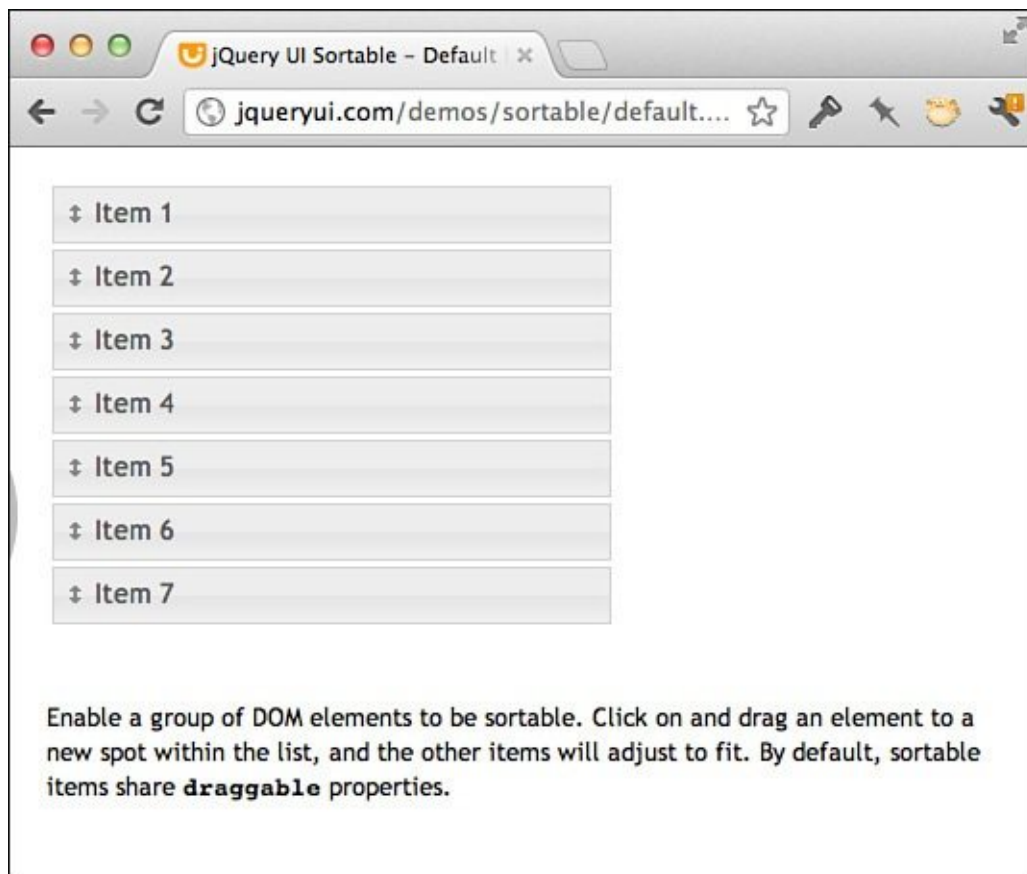 jQuery UI Sortable - Default
jqueryui.com/demos/sortable/default....
Item 1
Item 2
Item 3
Item 4
Item 5
Item 6
Item 7
Enable a group of DOM elements to be sortable. Click on and drag an element to a
new spot within the list, and the other items will adjust to fit. By default, sortable
items share draggable properties.